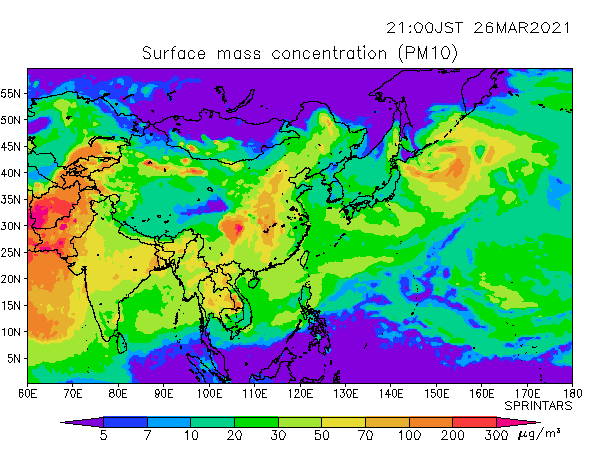 21:00JST 26MAR2021
Surface mass concentration (PM10)
55N
50N
45N
40N
35N
30N
25N
20N
15N
10N
5N
60E 70E 80E 90E 100E 110E 120E 130E 140E 150E 160E 170E 180
SPRINTARS
5 7 10 20 30 50 70 100 200 300 μg/m³